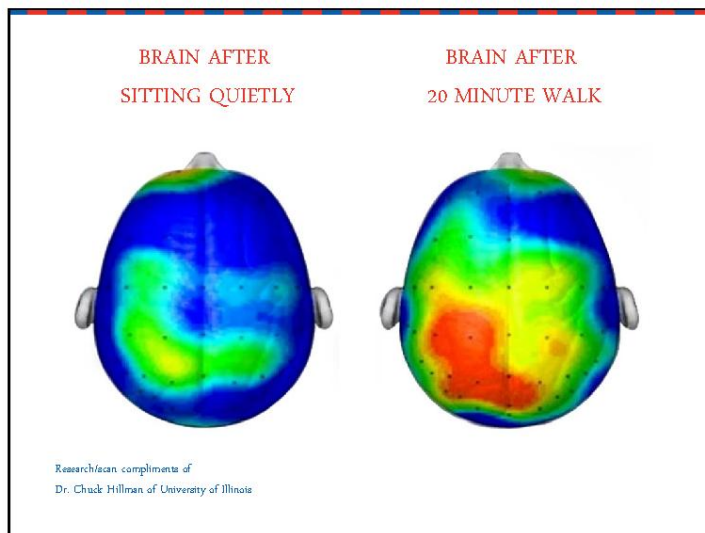 BRAIN AFTER
SITTING QUIETLY
BRAIN AFTER
20 MINUTE WALK
Research/scan compliments of
Dr. Chuck Hillman of University of Illinois